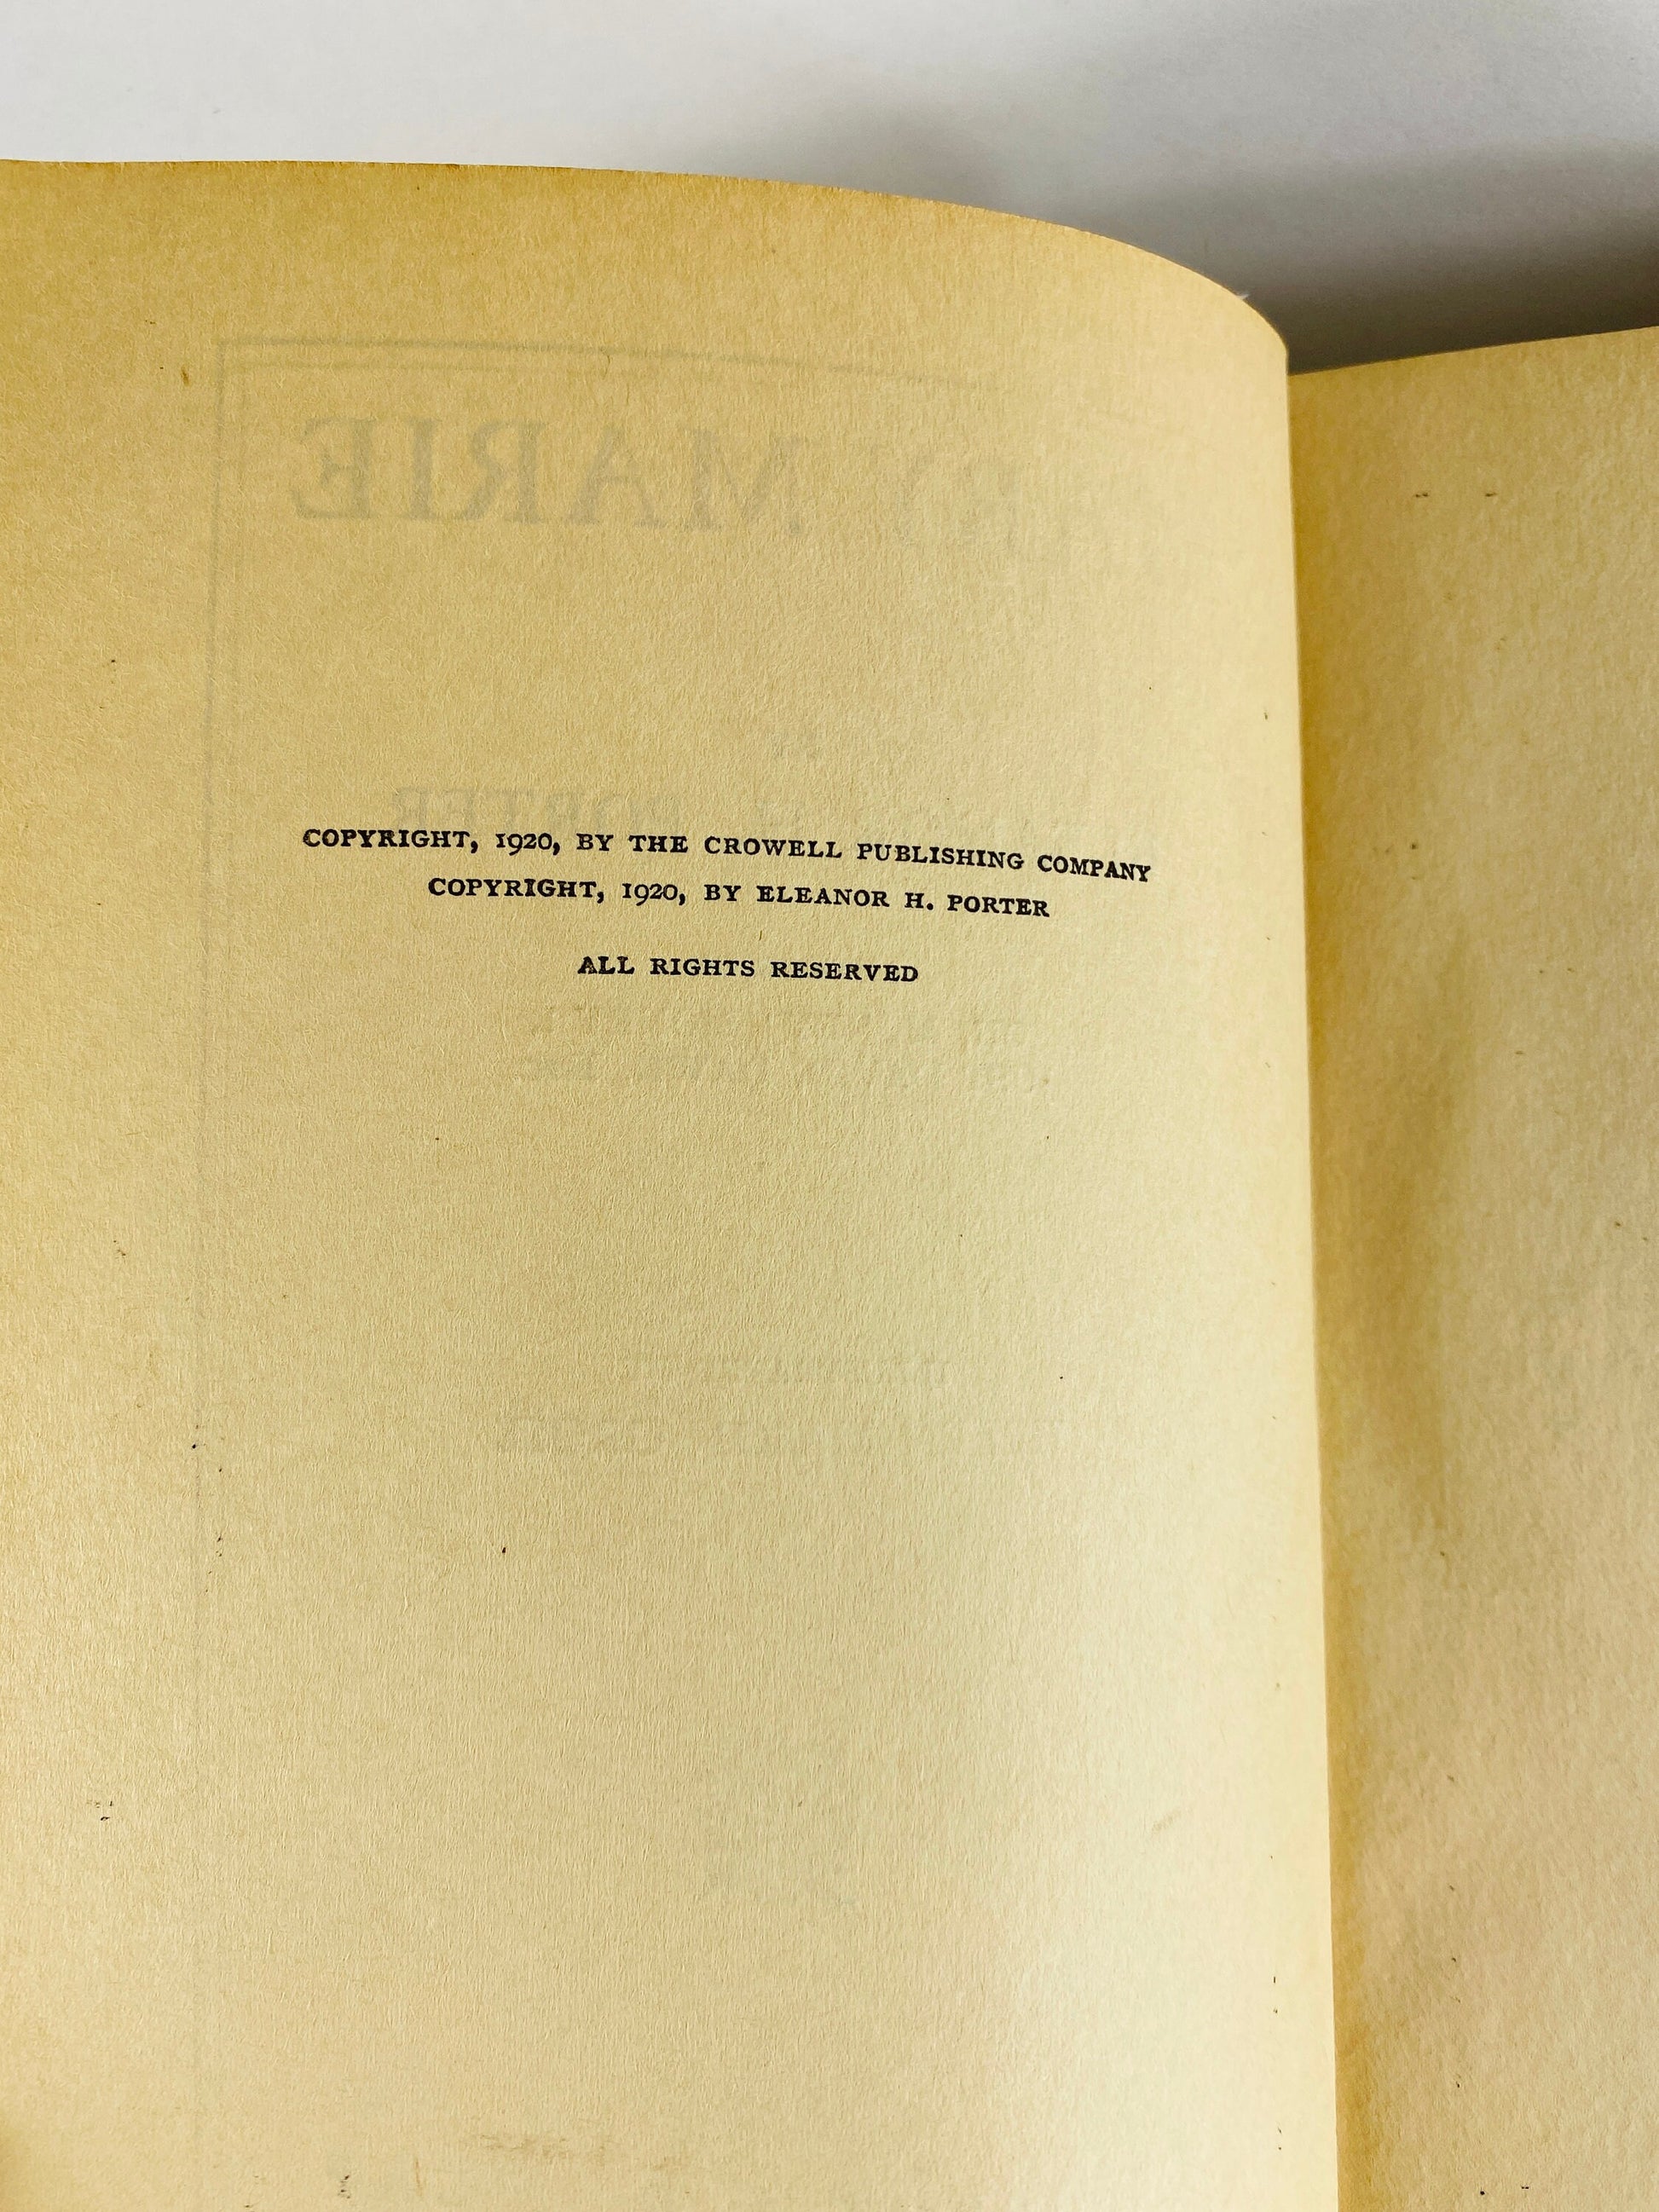 COPYRIGHT, 1920, BY THE CROWELL PUBLISHING COMPANY
COPYRIGHT, 1920, BY ELEANOR H. PORTER
ALL RIGHTS RESERVED